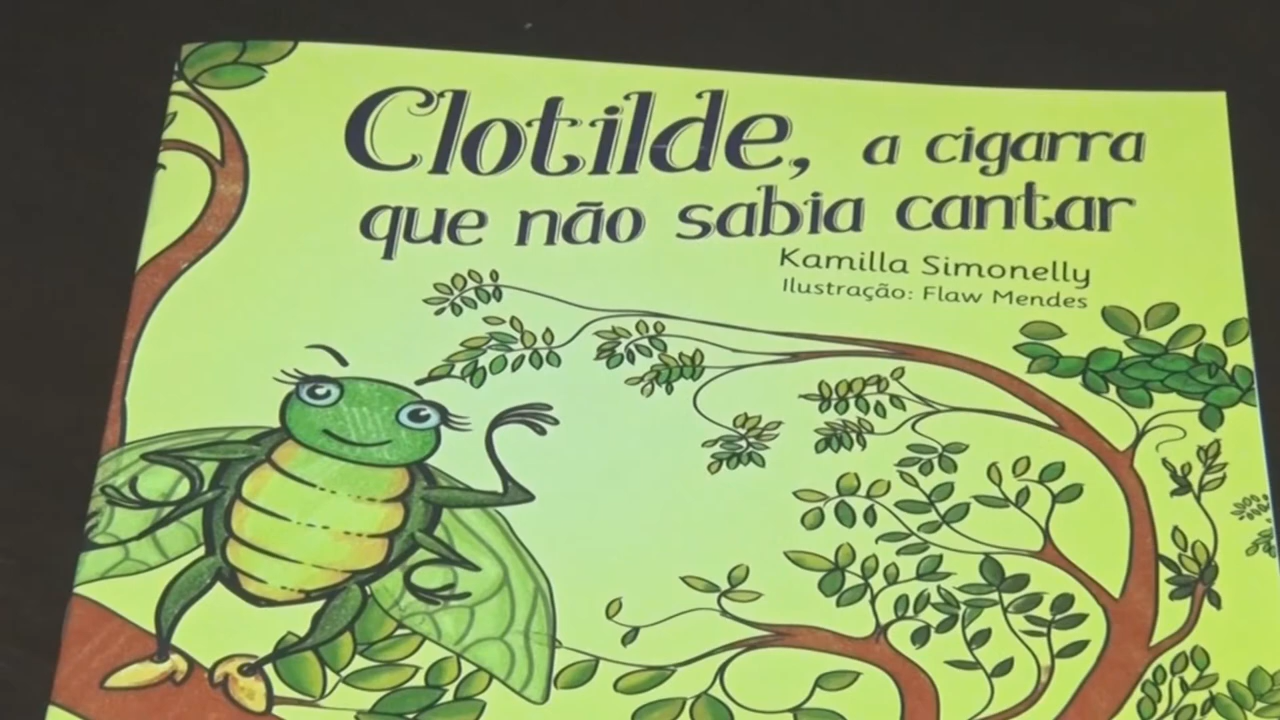 Clotilde, a cigarra
que não sabia cantar
Kamilla Simonelly
Ilustração: Flaw Mendes